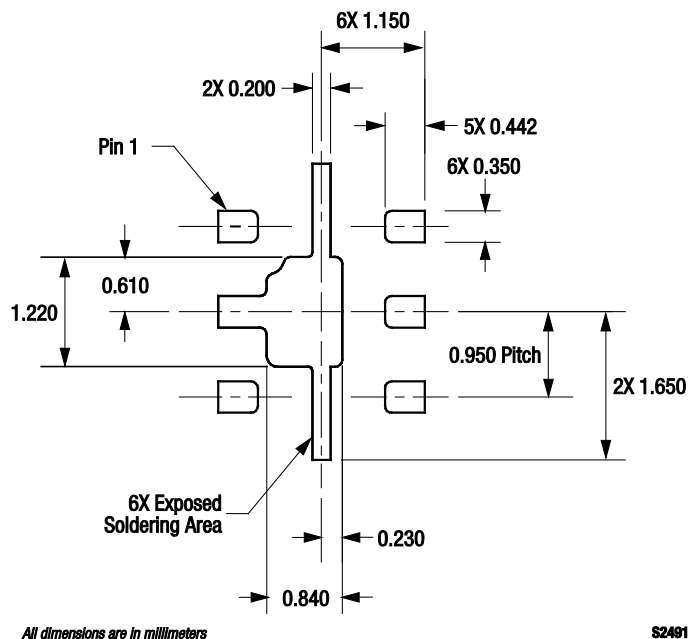 6X 1.150
2X 0.200
5X 0.442
Pin 1
6X 0.350
0.610
1.220
0.950 Pitch
2X 1.650
6X Exposed
Soldering Area
0.230
0.840
All dimensions are in millimeters
S2491